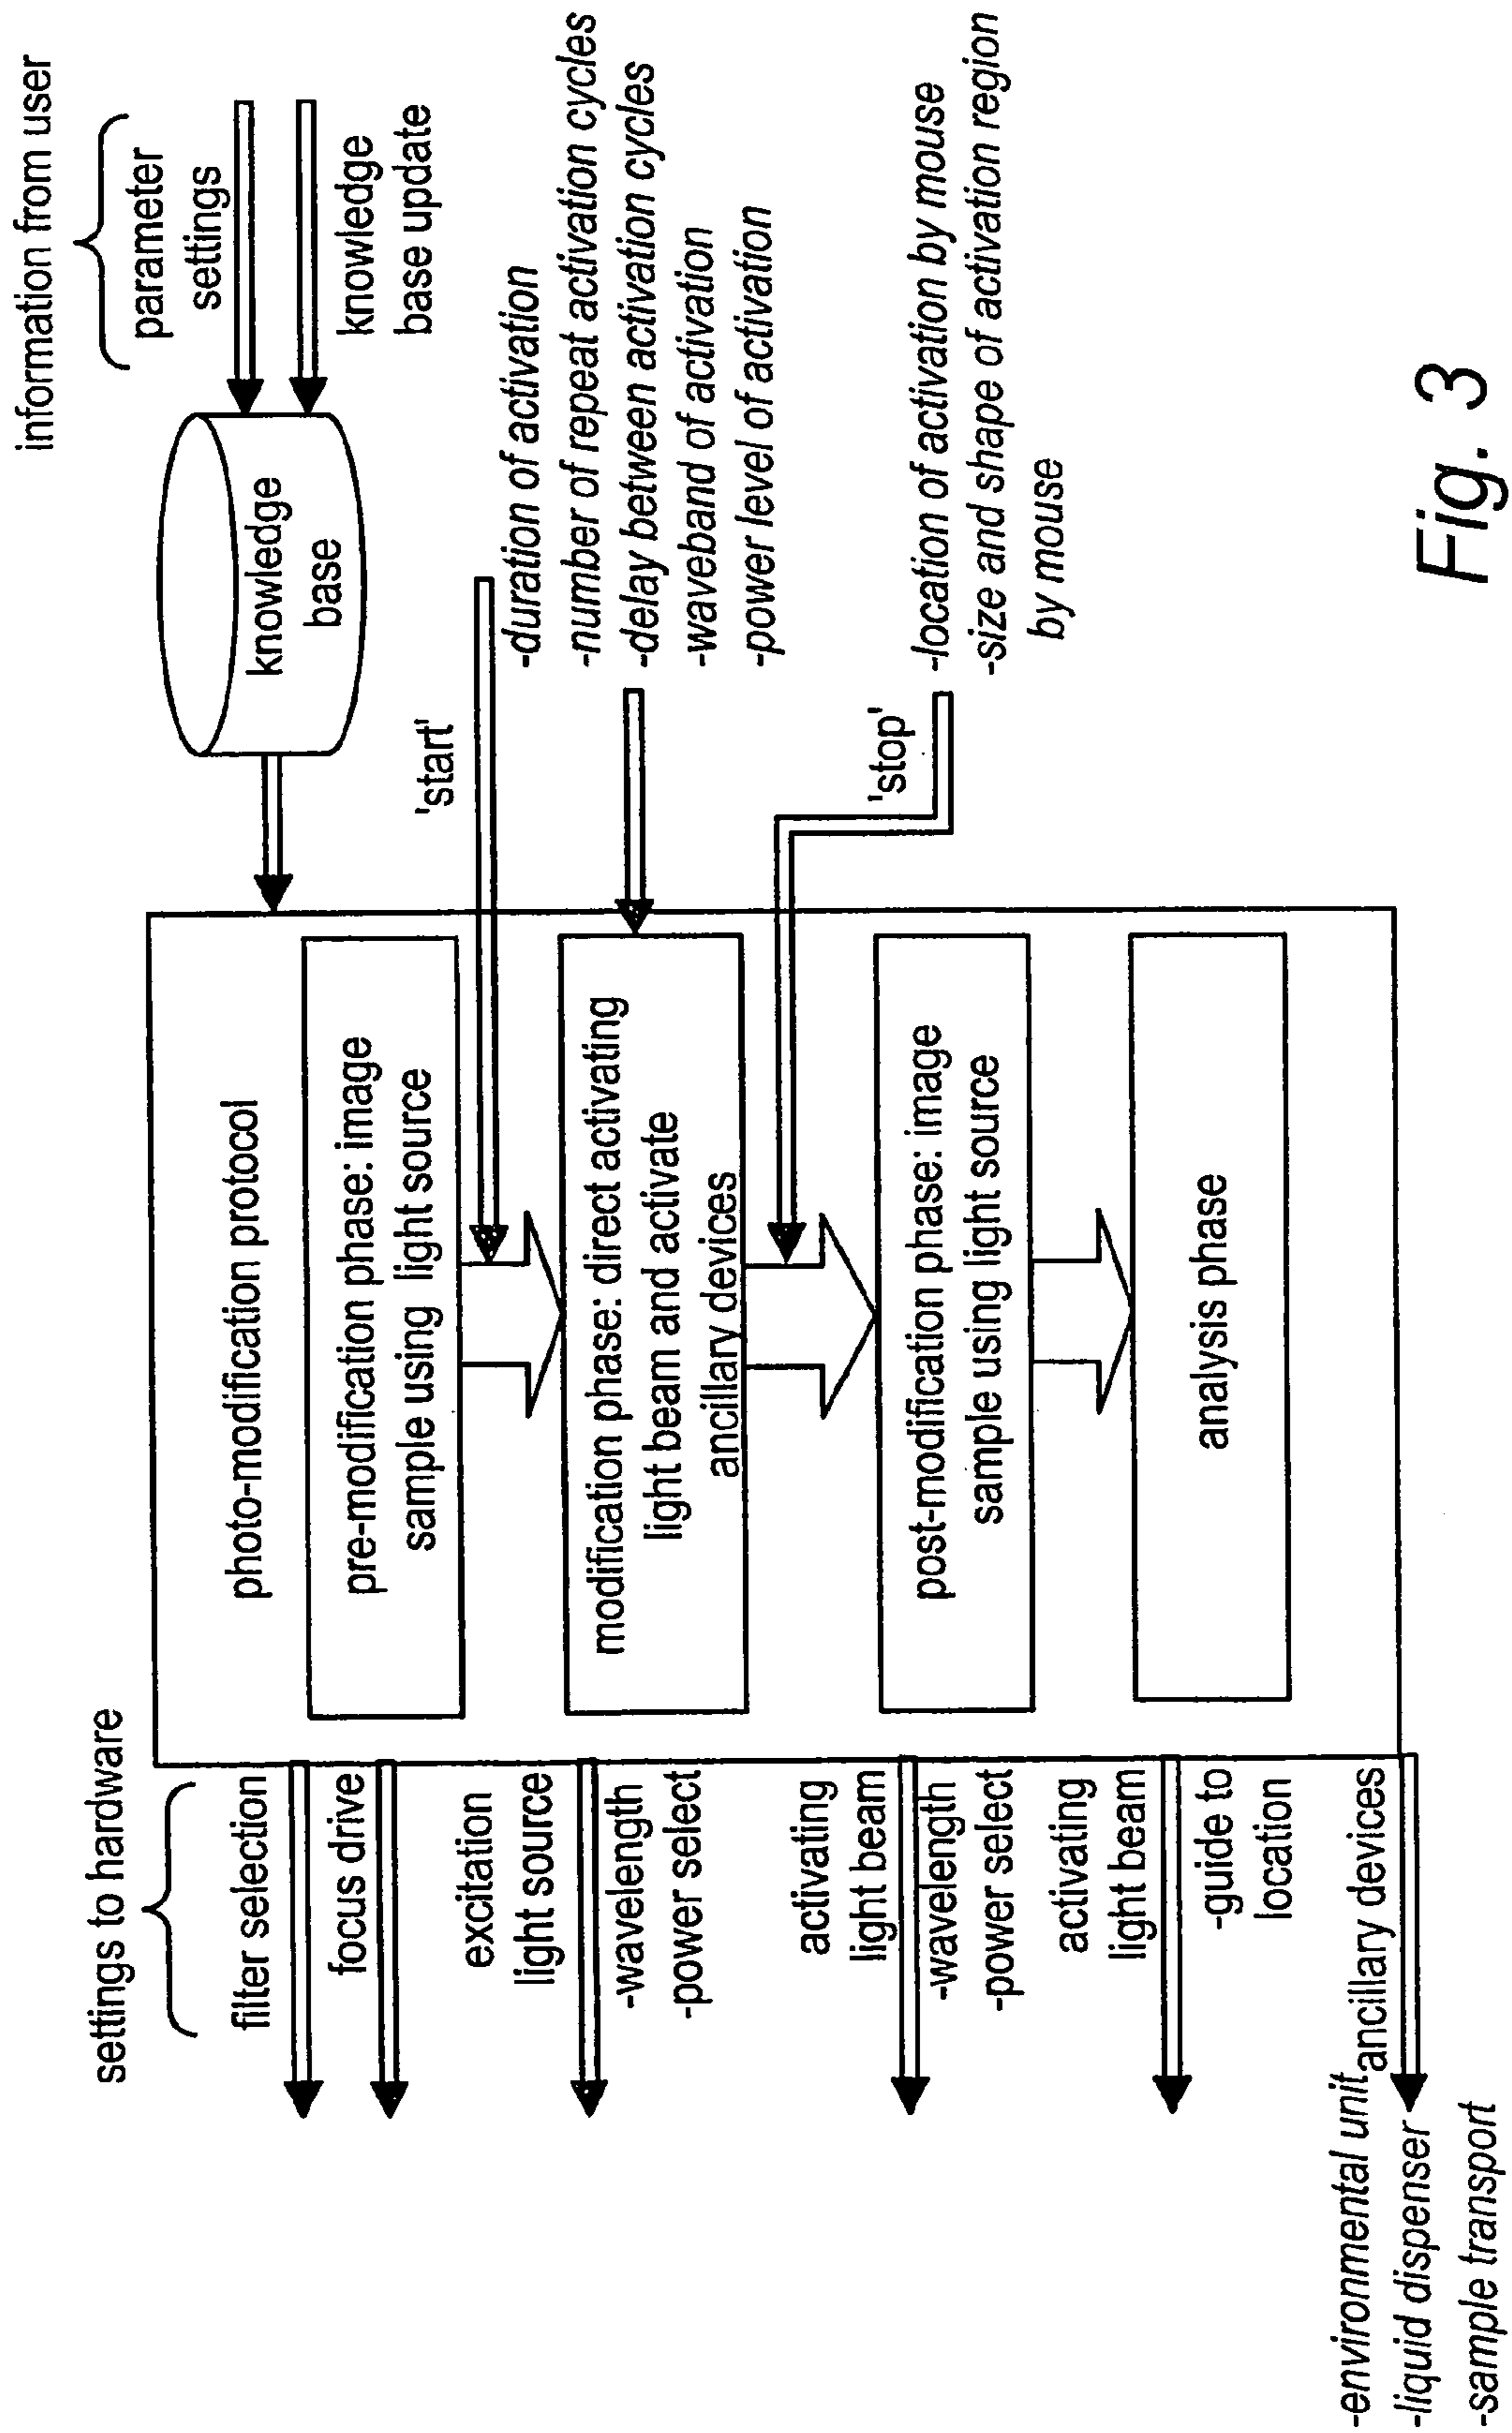 settings to hardware
filter selection
focus drive
excitation
light source
-wavelength
-power select
activating
light beam
-wavelength
-power select
activating
light beam
-guide to
location
ancillary devices
-environmental unit
-liquid dispenser
-sample transport
photo-modification protocol
pre-modification phase: image
sample using light source
modification phase: direct activating
light beam and activate
ancillary devices
post-modification phase: image
sample using light source
analysis phase
information from user
parameter
settings
knowledge
base update
knowledge
base
'start'
-duration of activation
-number of repeat activation cycles
-delay between activation cycles
-waveband of activation
-power level of activation
'stop'
-location of activation by mouse
-size and shape of activation region
by mouse
Fig. 3